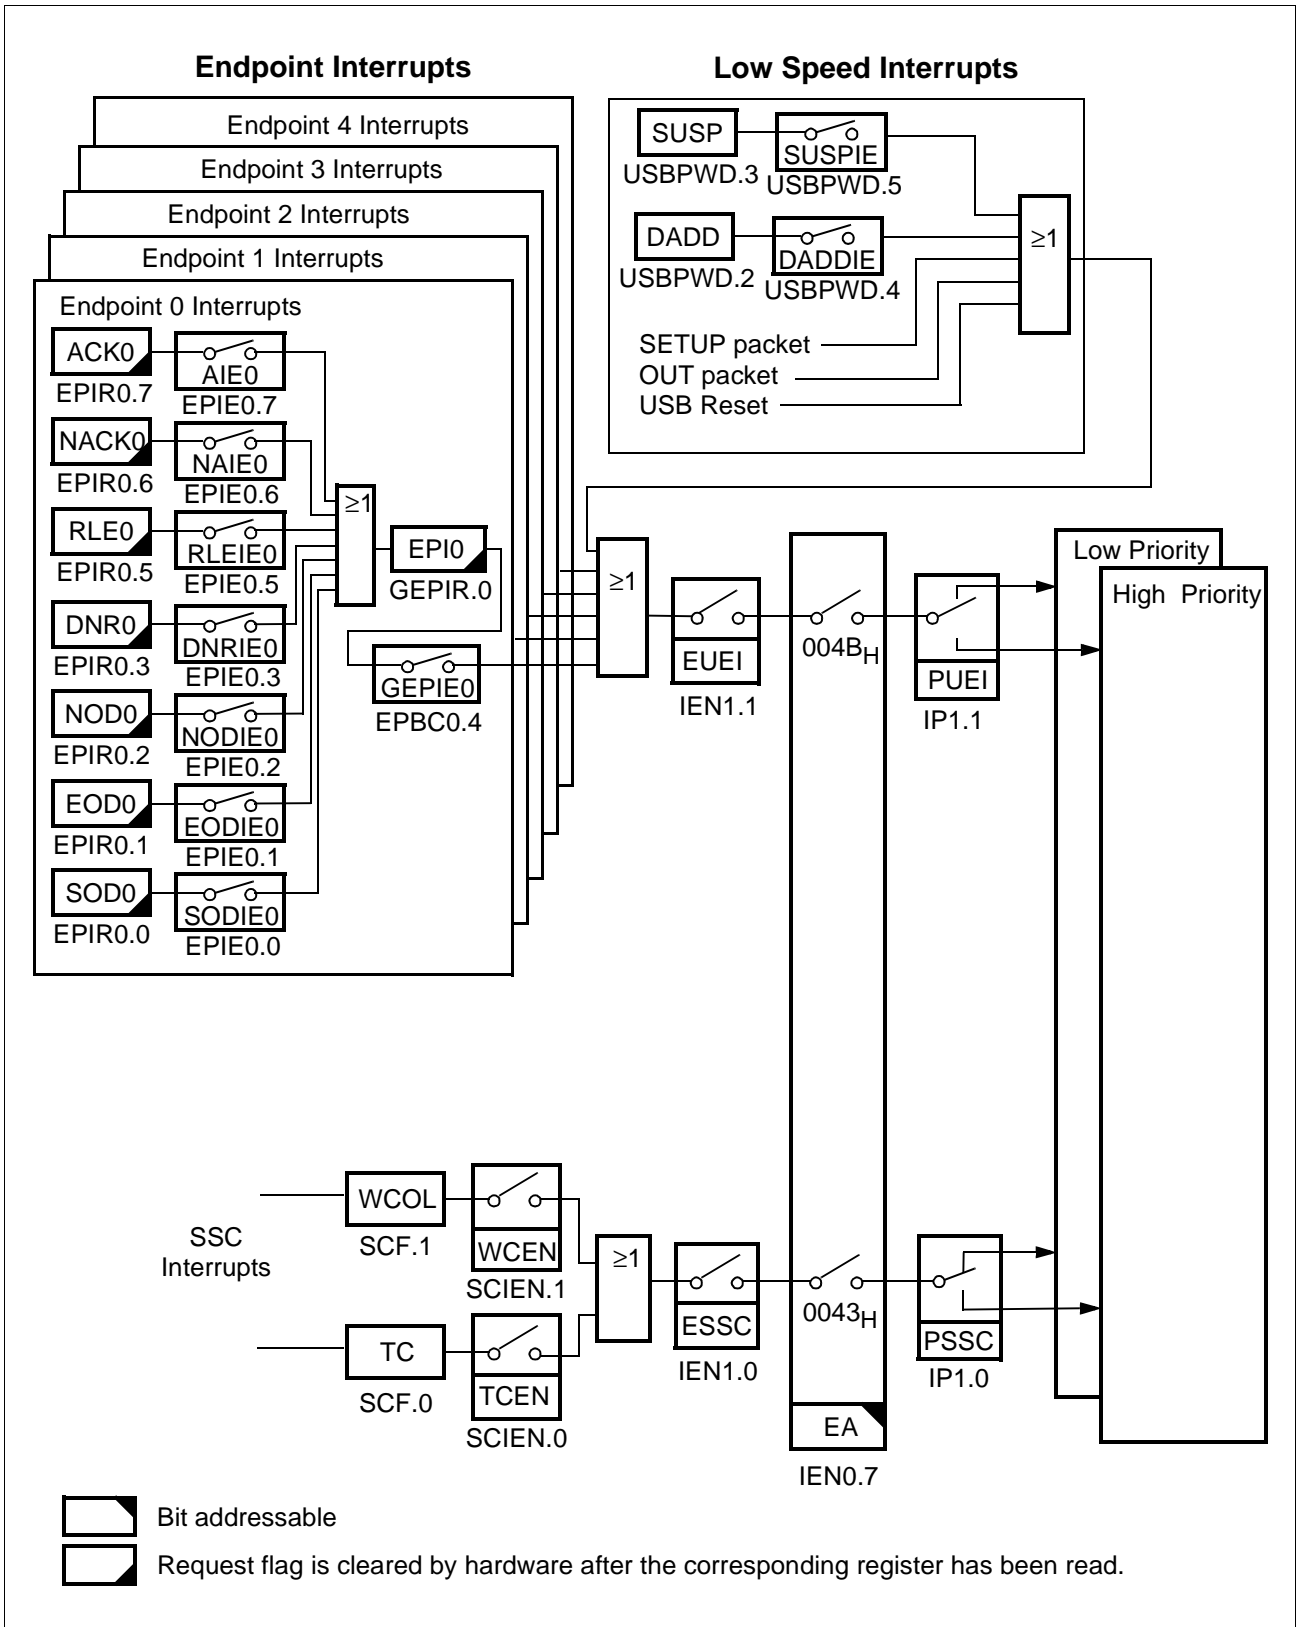 Endpoint Interrupts
Endpoint 4 Interrupts
Endpoint 3 Interrupts
Endpoint 2 Interrupts
Endpoint 1 Interrupts
Endpoint 0 Interrupts
ACK0
EPIR0.7
AIE0
EPIE0.7
NACK0
EPIR0.6
NAIE0
EPIE0.6
RLE0
EPIR0.5
RLEIE0
EPIE0.5
DNR0
EPIR0.3
DNRIE0
EPIE0.3
NOD0
EPIR0.2
NODIE0
EPIE0.2
EOD0
EPIR0.1
EODIE0
EPIE0.1
SOD0
EPIR0.0
SODIE0
EPIE0.0
≥1
EPI0
GEPIR.0
GEPIE0
EPBC0.4
Low Speed Interrupts
SUSP
USBPWD.3
SUSPIE
USBPWD.5
DADD
USBPWD.2
DADDIE
USBPWD.4
SETUP packet
OUT packet
USB Reset
≥1
≥1
EUEI
IEN1.1
004BH
PUEI
IP1.1
Low Priority
High Priority
SSC
Interrupts
WCOL
SCF.1
WCEN
SCIEN.1
TC
SCF.0
TCEN
SCIEN.0
≥1
ESSC
IEN1.0
0043H
PSSC
IP1.0
EA
IEN0.7
Bit addressable
Request flag is cleared by hardware after the corresponding register has been read.